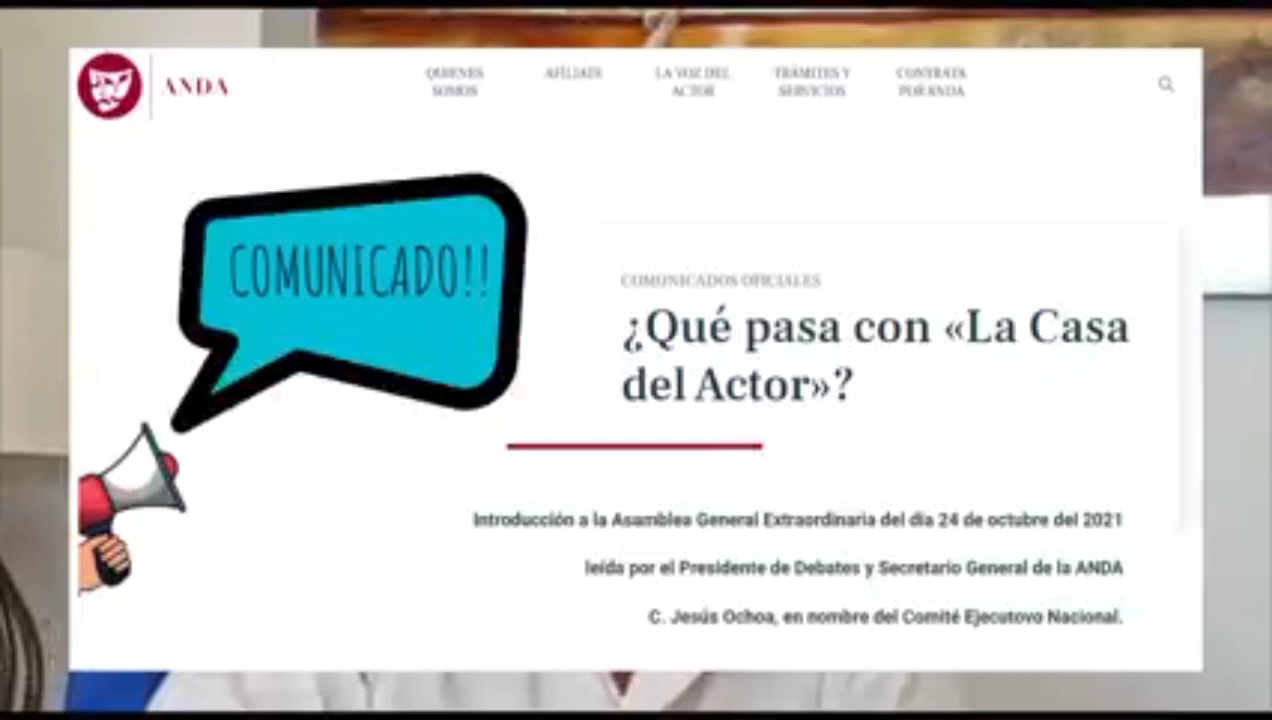 ANDA
QUIENES
SOMOS
AFÍLIATE
LA VOZ DEL
ACTOR
TRÁMITES Y
SERVICIOS
CONTRATA
POR ANDA
COMUNICADO!!
COMUNICADOS OFICIALES
¿Qué pasa con «La Casa
del Actor»?
Introducción a la Asamblea General Extraordinaria del día 24 de octubre del 2021
leída por el Presidente de Debates y Secretario General de la ANDA
C. Jesús Ochoa, en nombre del Comité Ejecutovo Nacional.